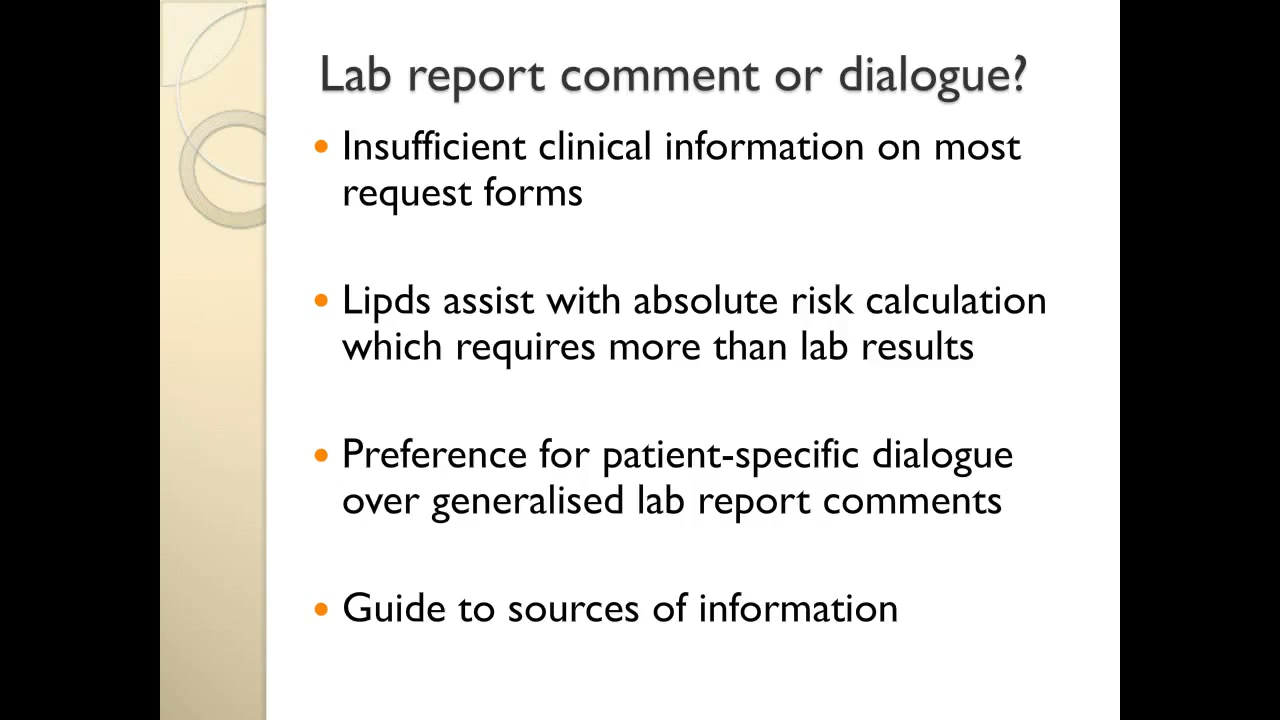 Lab report comment or dialogue?
• Insufficient clinical information on most
request forms
• Lipds assist with absolute risk calculation
which requires more than lab results
• Preference for patient-specific dialogue
over generalised lab report comments
• Guide to sources of information